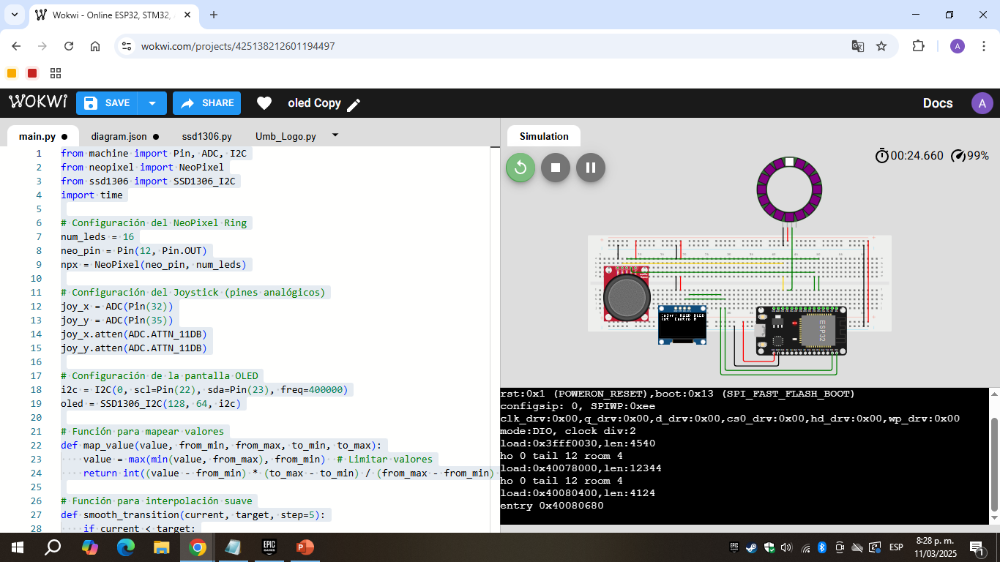 Wokwi - Online ESP32, STM32,
wokwi.com/projects/425138212601194497
A
WOKWI
SAVE
SHARE
oled Copy
Docs
A
main.py
diagram.json
ssd1306.py
Umb_Logo.py
Simulation
00:24.660
99%
1 from machine import Pin, ADC, I2C
2 from neopixel import NeoPixel
3 from ssd1306 import SSD1306_I2C
4 import time
5
6 # Configuración del NeoPixel Ring
7 num_leds = 16
8 neo_pin = Pin(12, Pin.OUT)
9 npx = NeoPixel(neo_pin, num_leds)
10
11 # Configuración del Joystick (pines analógicos)
12 joy_x = ADC(Pin(32))
13 joy_y = ADC(Pin(35))
14 joy_x.atten(ADC.ATTN_11DB)
15 joy_y.atten(ADC.ATTN_11DB)
16
17 # Configuración de la pantalla OLED
18 i2c = I2C(0, scl=Pin(22), sda=Pin(23), freq=400000)
19 oled = SSD1306_I2C(128, 64, i2c)
20
21 # Función para mapear valores
22 def map_value(value, from_min, from_max, to_min, to_max):
23 value = max(min(value, from_max), from_min) # Limitar valores
24 return int((value - from_min) * (to_max - to_min) / (from_max - from_min)
25
26 # Función para interpolación suave
27 def smooth_transition(current, target, step=5):
28 if current < target:
ESP32
rst:0x1 (POWERON_RESET),boot:0x13 (SPI_FAST_FLASH_BOOT)
configsip: 0, SPIWP:0xee
clk_drv:0x00,q_drv:0x00,d_drv:0x00,cs0_drv:0x00,hd_drv:0x00,wp_drv:0x00
mode:DIO, clock div:2
load:0x3fff0030,len:4540
ho 0 tail 12 room 4
load:0x40078000,len:12344
ho 0 tail 12 room 4
load:0x40080400,len:4124
entry 0x40080680
EPIC GAMES
ESP
8:28 p. m.
11/03/2025
1